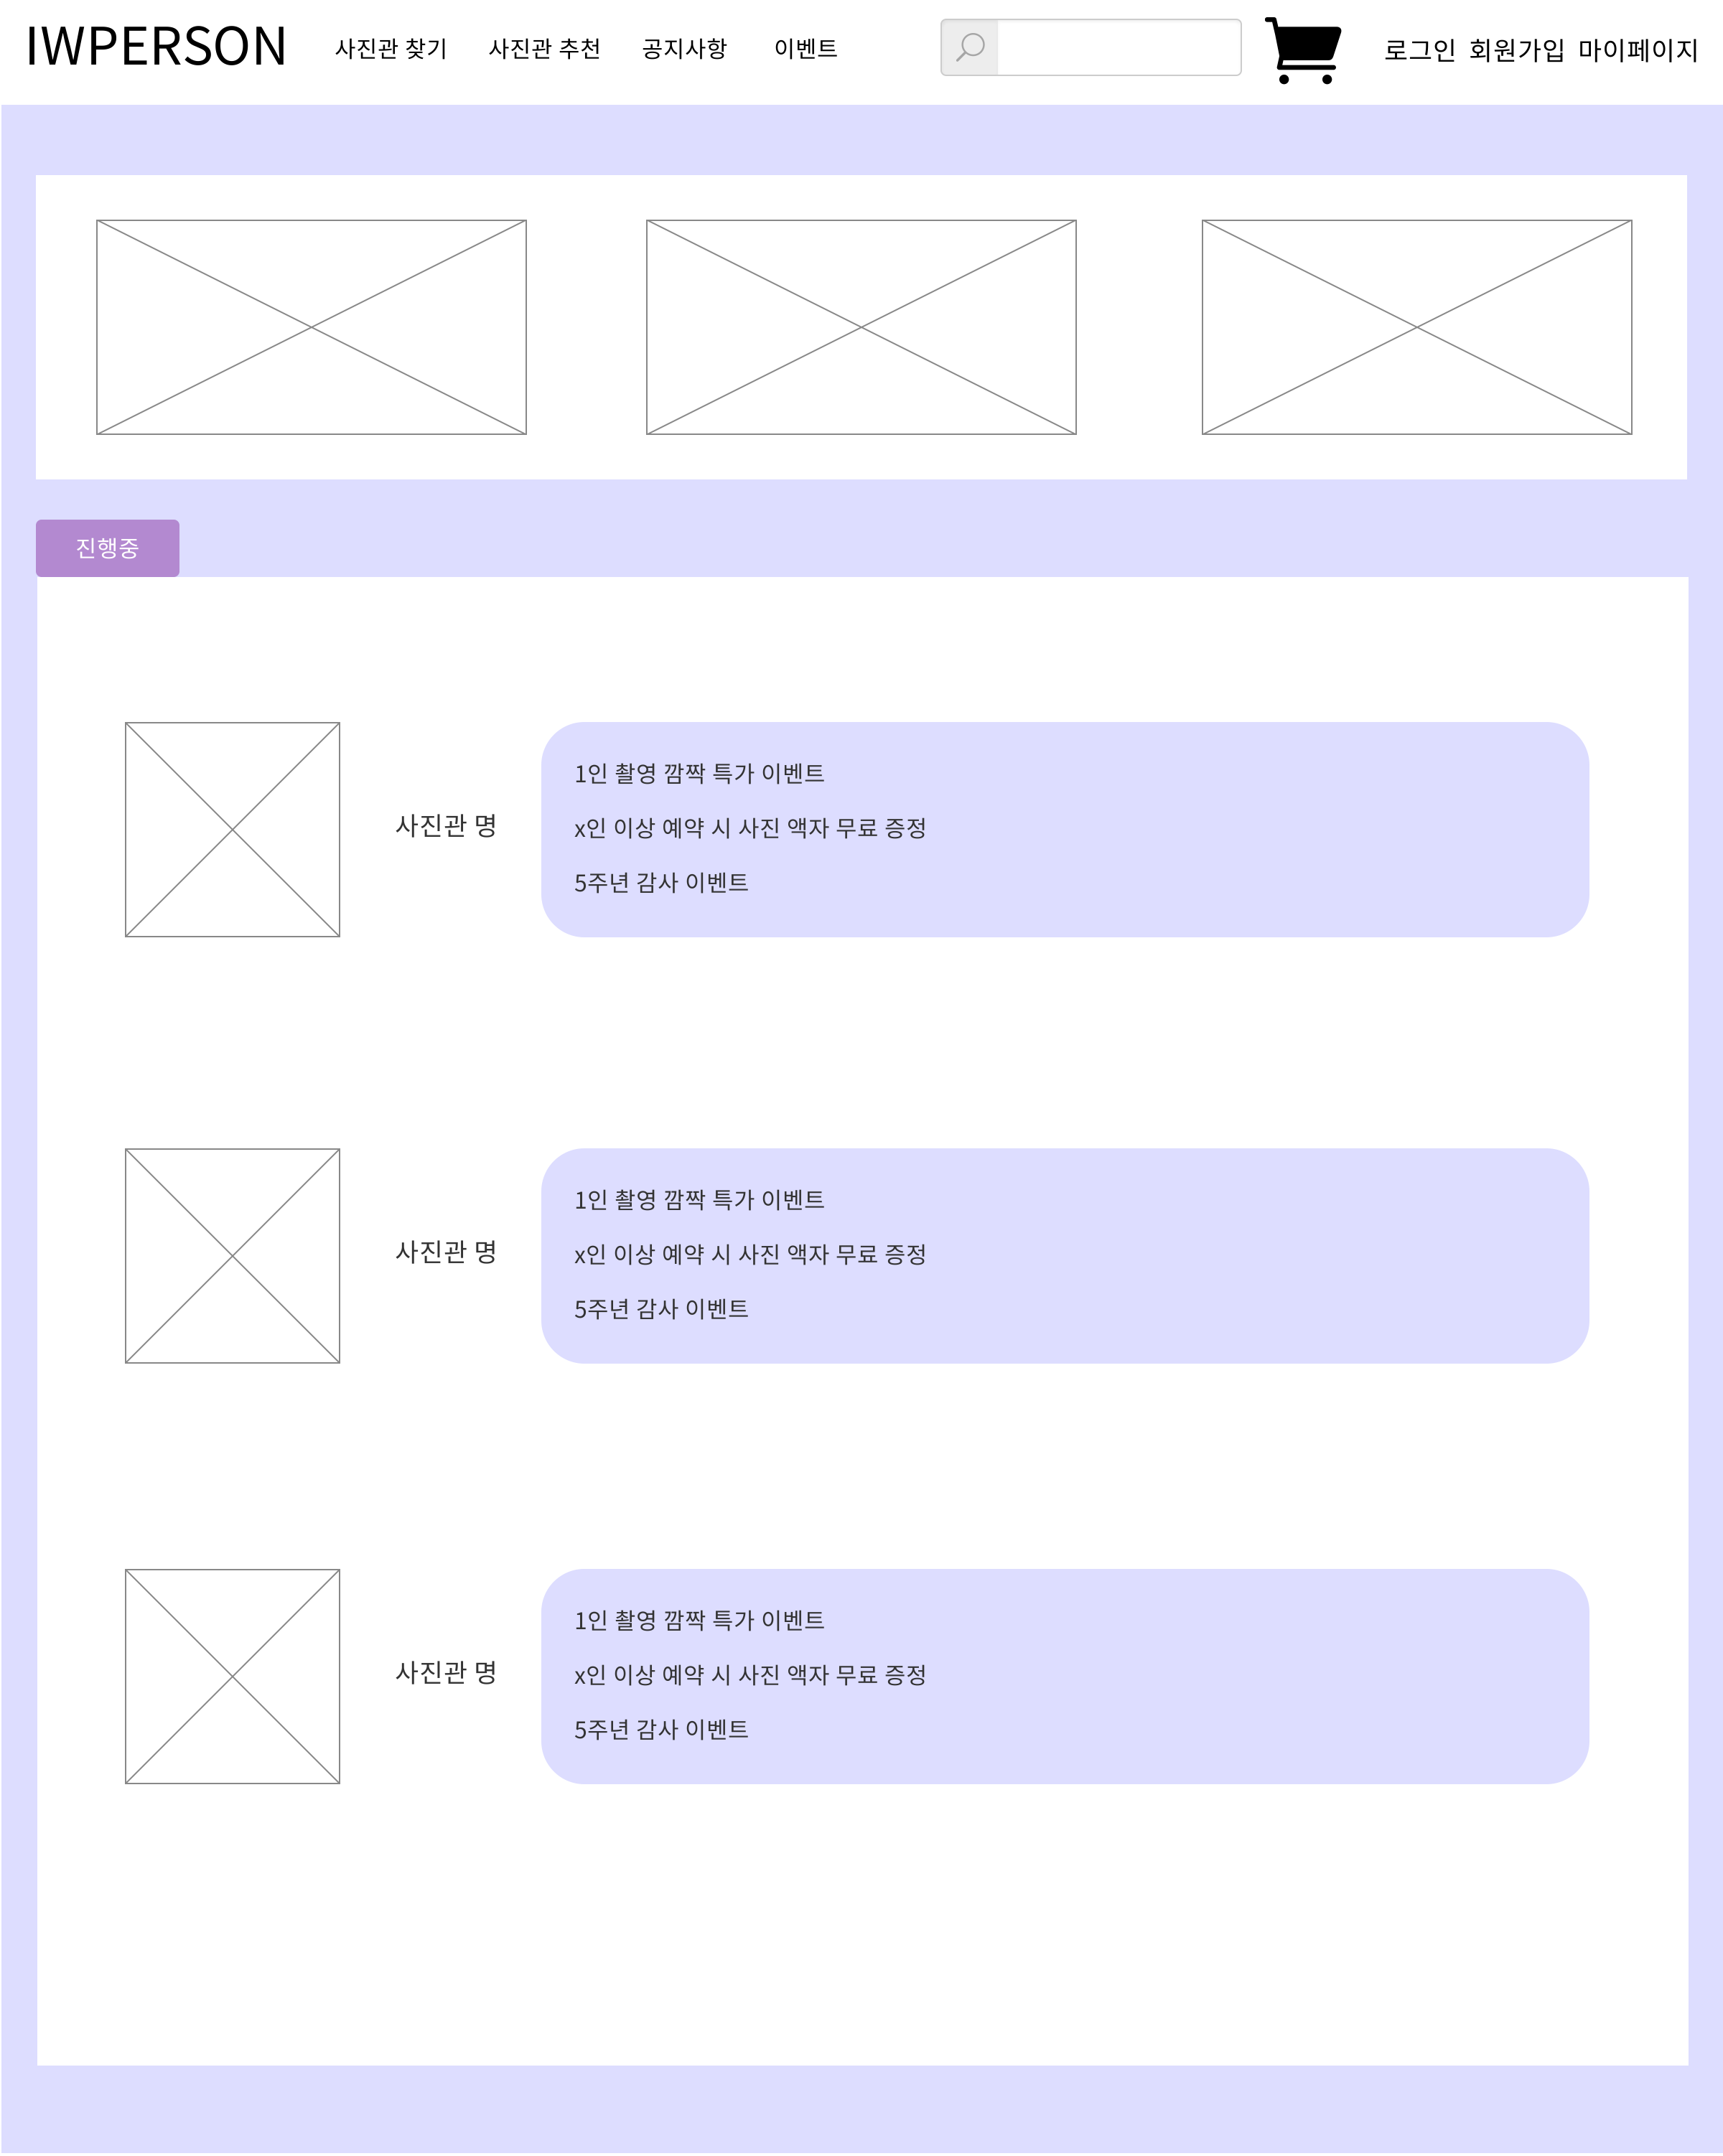 IWPERSON 사진관 찾기 사진관 추천 공지사항 이벤트 로그인 회원가입 마이페이지
진행중
1인 촬영 깜짝 특가 이벤트
사진관 명
x인 이상 예약 시 사진 액자 무료 증정
5주년 감사 이벤트
1인 촬영 깜짝 특가 이벤트
사진관 명
x인 이상 예약 시 사진 액자 무료 증정
5주년 감사 이벤트
1인 촬영 깜짝 특가 이벤트
사진관 명
x인 이상 예약 시 사진 액자 무료 증정
5주년 감사 이벤트